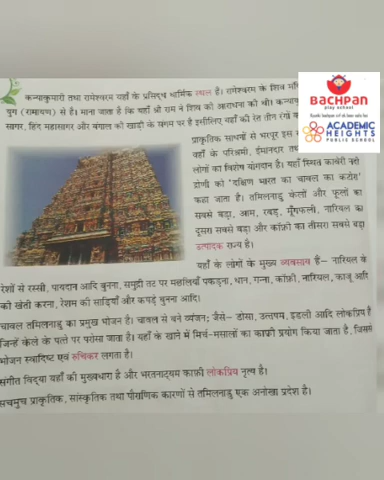 कन्याकुमारी तथा रामेश्वरम यहाँ के प्रसिद्ध धार्मिक स्थल हैं। रामेश्वरम के शिव
युग (रामायण) से है। माना जाता है कि यहाँ श्री राम ने शिव की आराधना की थी।
सागर, हिंद महासागर और बंगाल की खाड़ी के संगम पर है इसीलिए यहाँ की रेत तीन रंगों
प्राकृतिक साधनों से भरपूर इस
वहाँ के परिश्रमी, ईमानदार
लोगों का विशेष योगदान है। यहाँ स्थित कावेरी
द्रोणी को 'दक्षिण भारत का चावल का कटोरा'
कहा जाता है। तमिलनाडु केलों और फूलों का
सबसे बड़ा, आम, रबड़, मूँगफली, नारियल का
दूसरा सबसे बड़ा और कॉफ़ी का तीसरा सबसे बड़ा
उत्पादक राज्य है।
यहाँ के लोगों के मुख्य व्यवसाय हैं– नारियल के
रेशों से रस्सी, पायदान आदि बुनना, समुद्री तट पर मछलियाँ पकड़ना, धान, गन्ना, कॉफ़ी, नारियल, काजू आदि
की खेती करना, रेशम की साड़ियाँ और कपड़े बुनना आदि।
चावल तमिलनाडु का प्रमुख भोजन है। चावल से बने व्यंजन; जैसे– डोसा, उत्तपम, इडली आदि लोकप्रिय हैं
जिन्हें केले के पत्ते पर परोसा जाता है। यहाँ के खाने में मिर्च-मसालों का काफ़ी प्रयोग किया जाता है, जिससे
भोजन स्वादिष्ट एवं रुचिकर लगता है।
संगीत विद्या यहाँ की मुख्यधारा है और भरतनाट्यम काफ़ी लोकप्रिय नृत्य है।
सचमुच प्राकृतिक, सांस्कृतिक तथा पौराणिक कारणों से तमिलनाडु एक अनोखा प्रदेश है।
BACHPAN
play school
ACADEMIC
HEIGHTS
PUBLIC SCHOOL